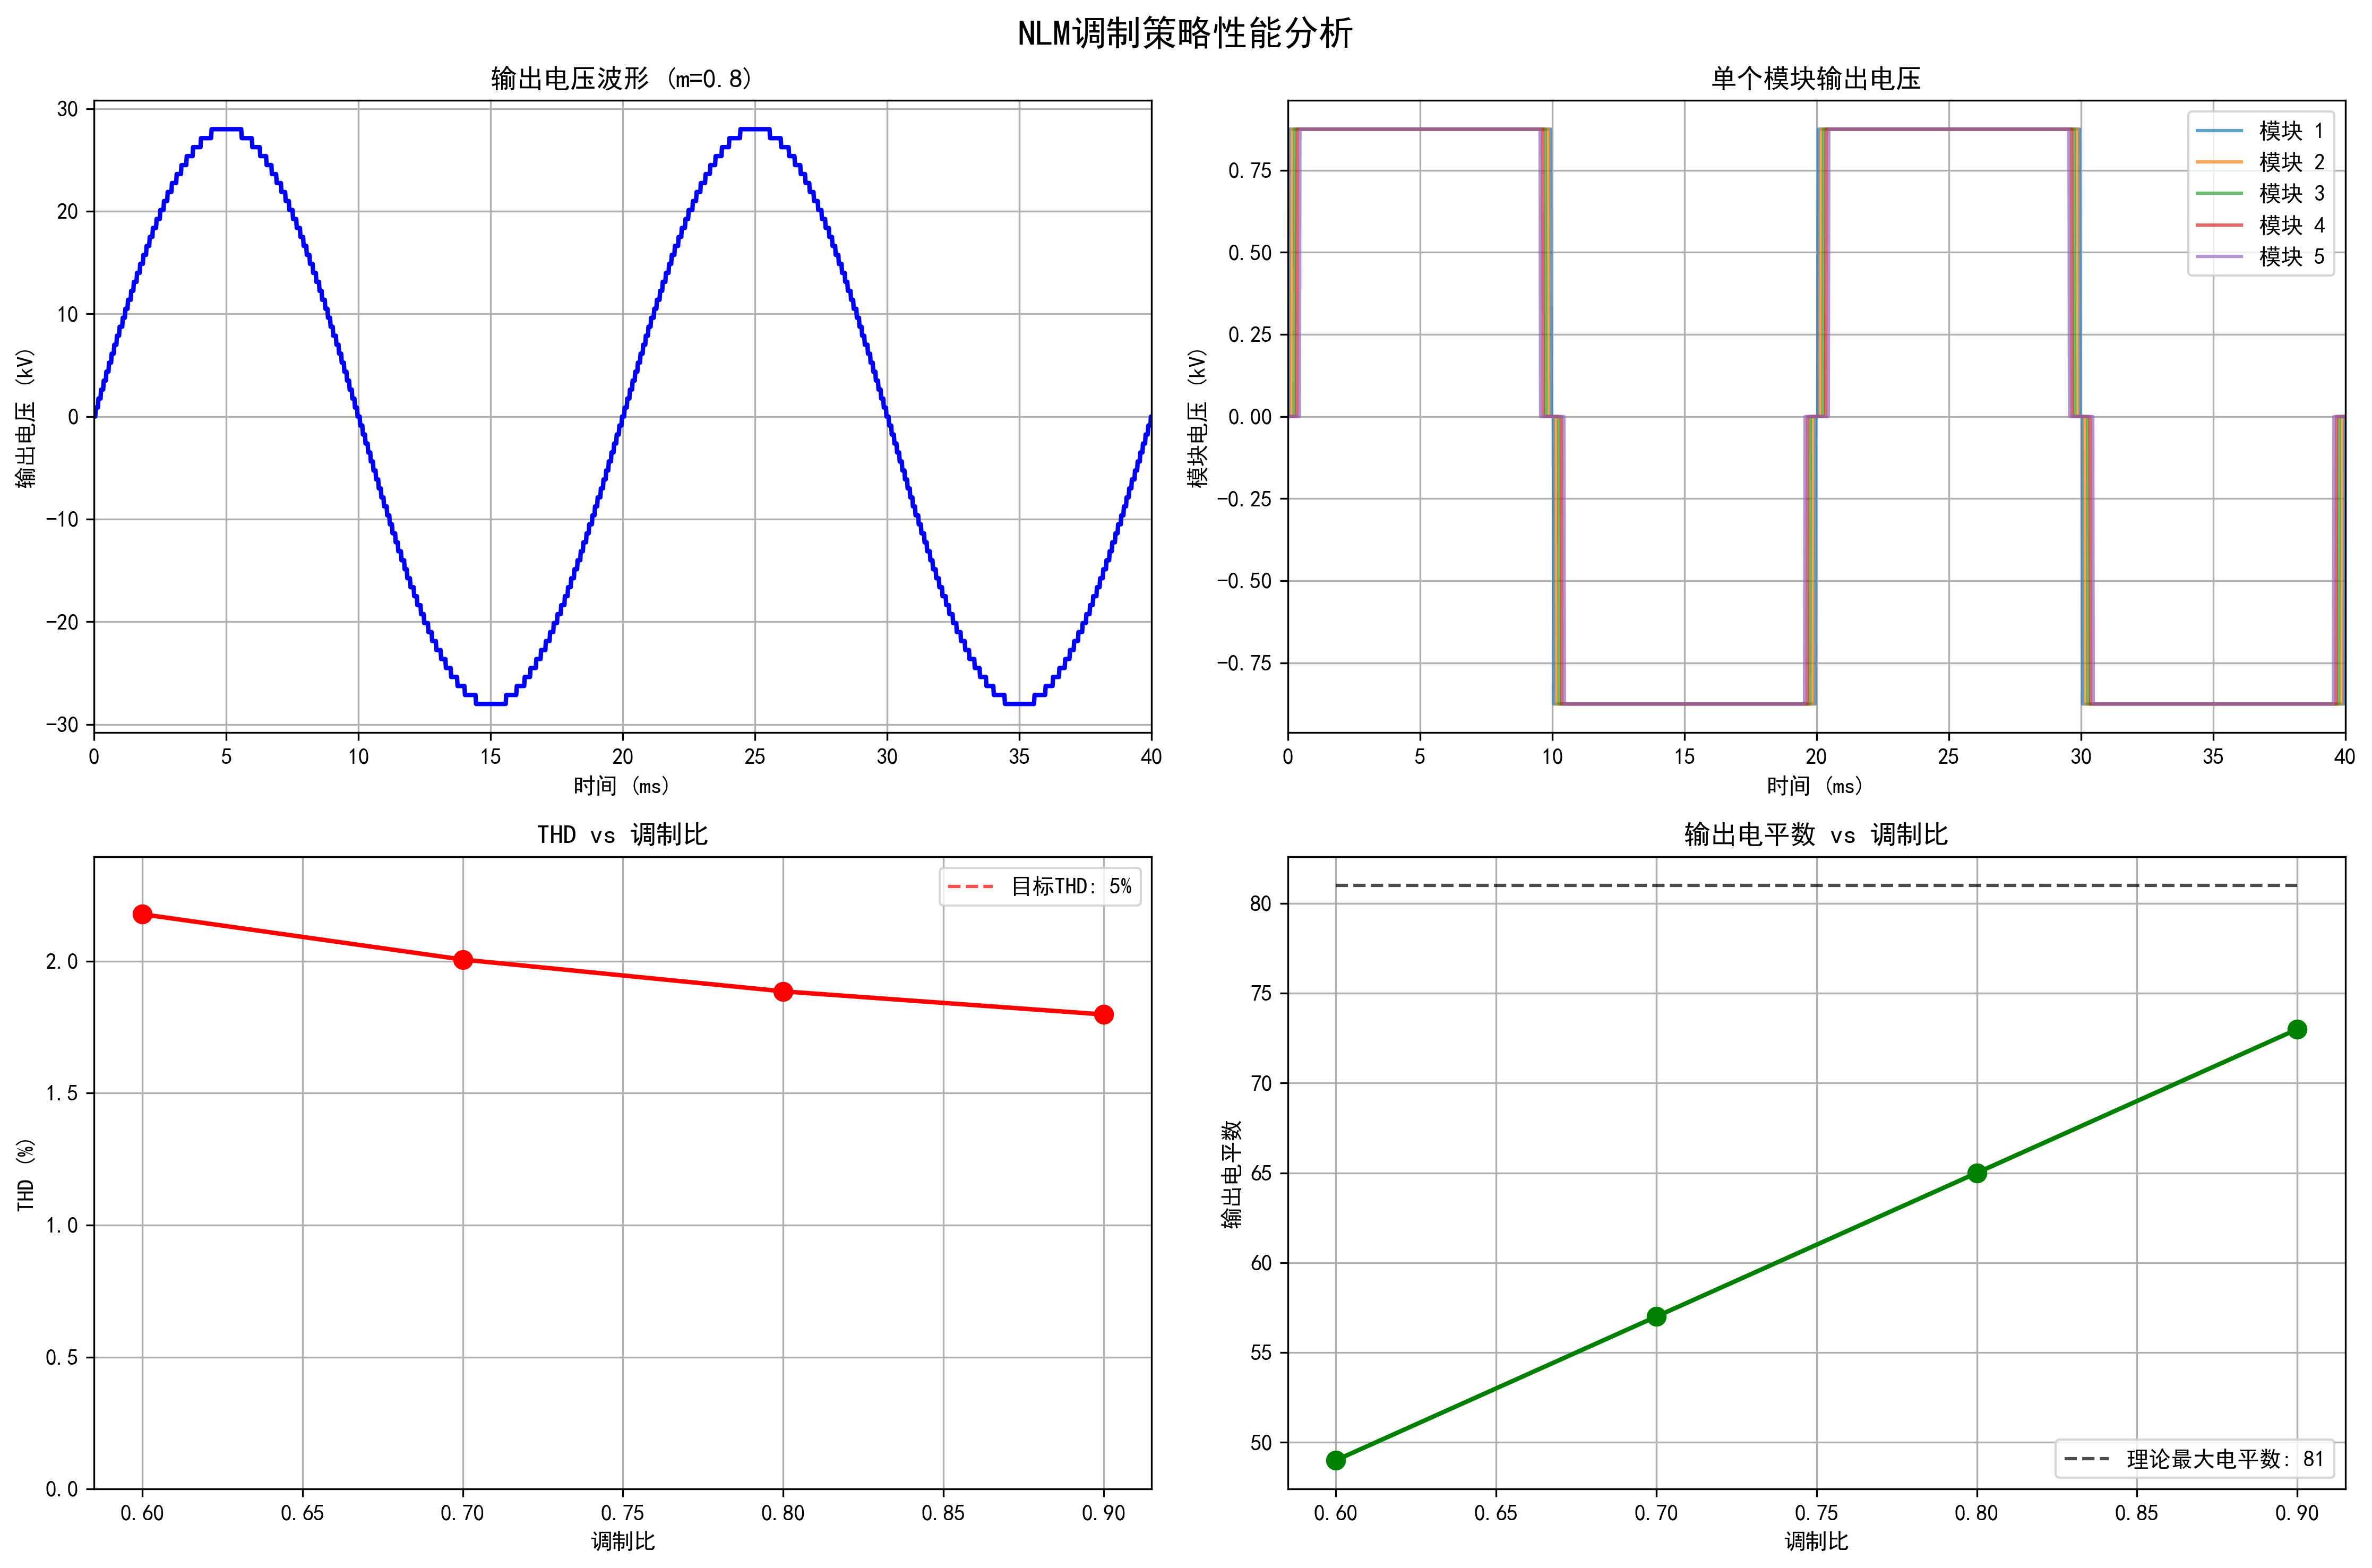 NLM调制策略性能分析
输出电压波形 (m=0.8)
30
20
10
0
−10
−20
−30
输出电压 (kV)
0 5 10 15 20 25 30 35 40
时间 (ms)
单个模块输出电压
0.75
0.50
0.25
0.00
−0.25
−0.50
−0.75
模块电压 (kV)
模块 1
模块 2
模块 3
模块 4
模块 5
0 5 10 15 20 25 30 35 40
时间 (ms)
THD vs 调制比
2.0
1.5
1.0
0.5
0.0
THD (%)
目标THD: 5%
0.60 0.65 0.70 0.75 0.80 0.85 0.90
调制比
输出电平数 vs 调制比
80
75
70
65
60
55
50
输出电平数
理论最大电平数: 81
0.60 0.65 0.70 0.75 0.80 0.85 0.90
调制比